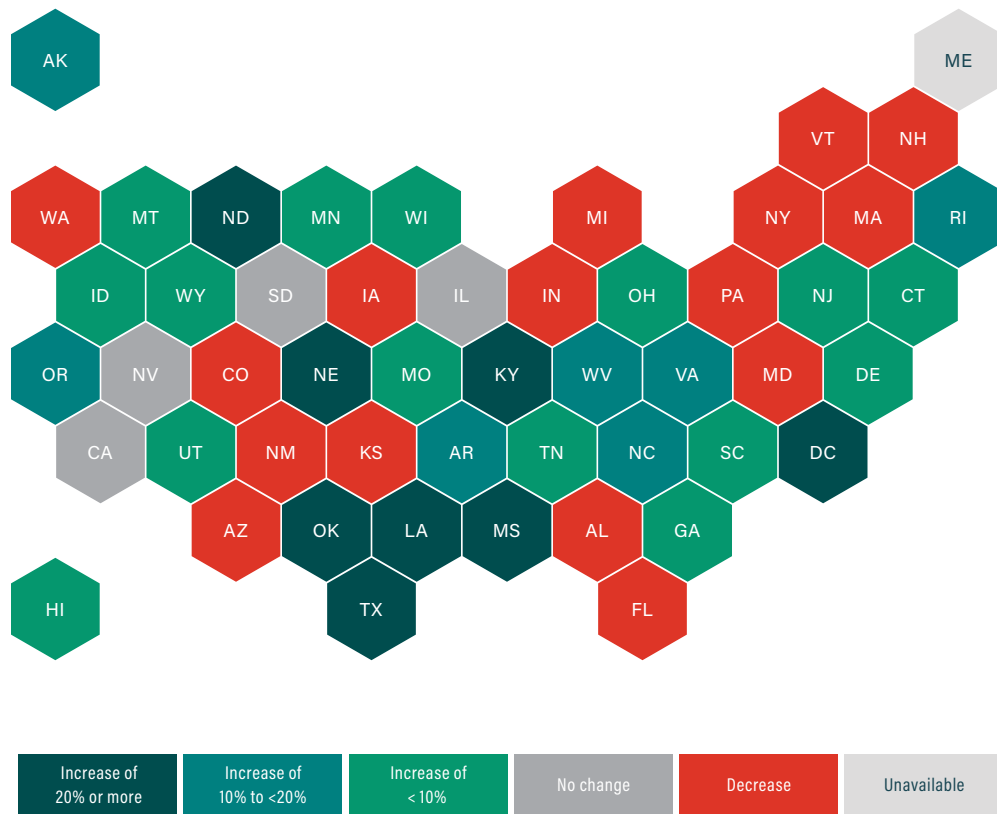 AK
ME
VT
NH
WA
MT
ND
MN
WI
MI
NY
MA
RI
ID
WY
SD
IA
IL
IN
OH
PA
NJ
CT
OR
NV
CO
NE
MO
KY
WV
VA
MD
DE
CA
UT
NM
KS
AR
TN
NC
SC
DC
AZ
OK
LA
MS
AL
GA
HI
TX
FL
Increase of
20% or more
Increase of
10% to <20%
Increase of
< 10%
No change
Decrease
Unavailable